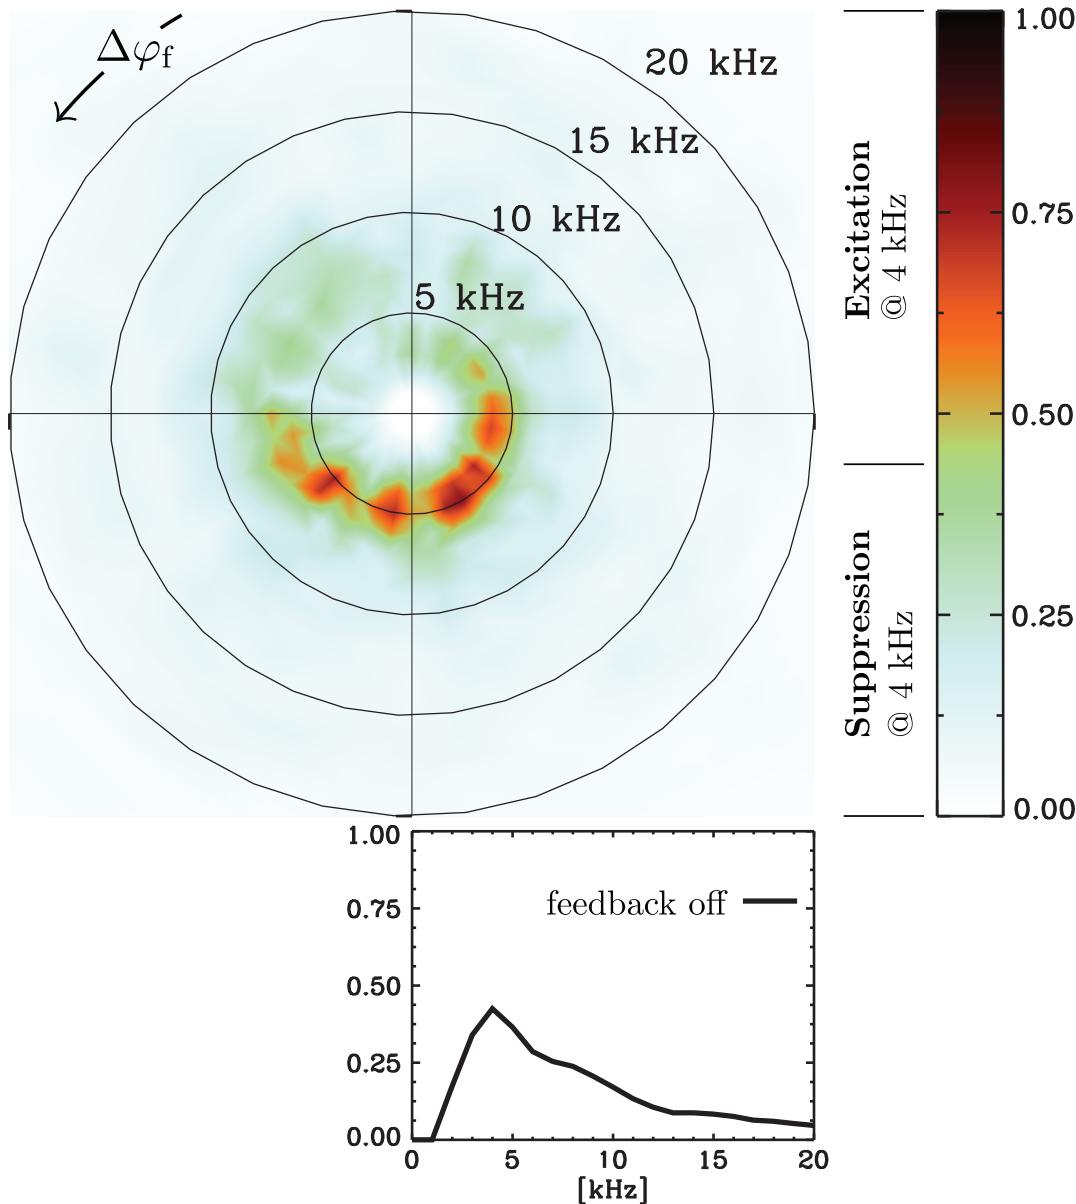 Δφf
20 kHz
15 kHz
10 kHz
5 kHz
Excitation
@ 4 kHz
Suppression
@ 4 kHz
1.00
0.75
0.50
0.25
0.00
1.00
0.75
0.50
0.25
0.00
feedback off
0 5 10 15 20
[kHz]